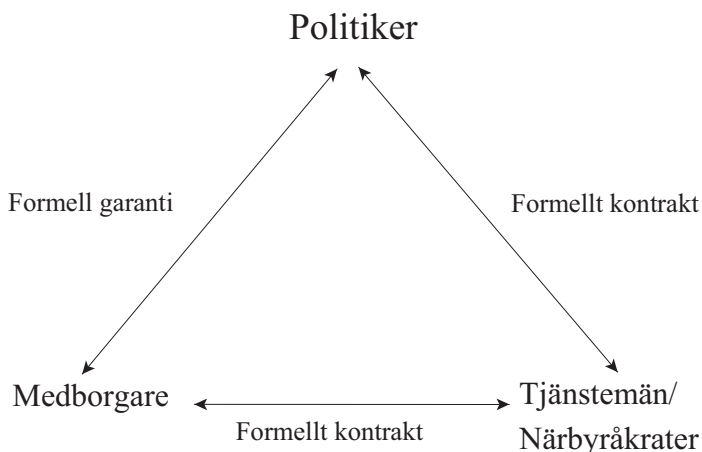 Politiker
Formell garanti
Formellt kontrakt
Medborgare
Tjänstemän/
Närbyråkrater
Formellt kontrakt